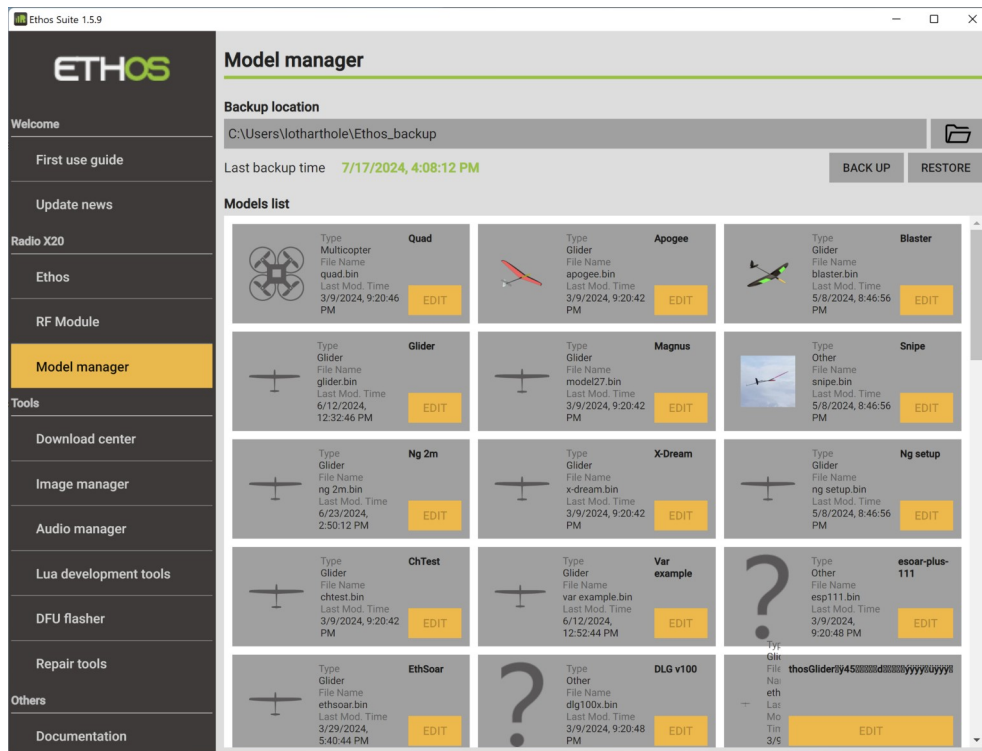 Ethos Suite 1.5.9
ETHOS
Welcome
First use guide
Update news
Radio X20
Ethos
RF Module
Model manager
Tools
Download center
Image manager
Audio manager
Lua development tools
DFU flasher
Repair tools
Others
Documentation
Model manager
Backup location
C:\Users\lotharthole\Ethos_backup
Last backup time 7/17/2024, 4:08:12 PM
BACK UP
RESTORE
Models list
Type
Multicopter
File Name
quad.bin
Last Mod. Time
3/9/2024, 9:20:46
PM
Quad
EDIT
Type
Glider
File Name
apogee.bin
Last Mod. Time
3/9/2024, 9:20:42
PM
Apogee
EDIT
Type
Glider
File Name
blaster.bin
Last Mod. Time
5/8/2024, 8:46:56
PM
Blaster
EDIT
Type
Glider
File Name
glider.bin
Last Mod. Time
6/12/2024,
12:32:46 PM
Glider
EDIT
Type
Glider
File Name
model27.bin
Last Mod. Time
3/9/2024, 9:20:42
PM
Magnus
EDIT
Type
Other
File Name
snipe.bin
Last Mod. Time
5/8/2024, 8:46:56
PM
Snipe
EDIT
Type
Glider
File Name
ng 2m.bin
Last Mod. Time
6/23/2024,
2:50:12 PM
Ng 2m
EDIT
Type
Glider
File Name
x-dream.bin
Last Mod. Time
3/9/2024, 9:20:42
PM
X-Dream
EDIT
Type
Glider
File Name
ng setup.bin
Last Mod. Time
5/8/2024, 8:46:56
PM
Ng setup
EDIT
Type
Glider
File Name
chtest.bin
Last Mod. Time
3/9/2024, 9:20:42
PM
ChTest
EDIT
Type
Glider
File Name
var example.bin
Last Mod. Time
6/12/2024,
12:52:44 PM
Var
example
EDIT
Type
Other
File Name
esp111.bin
Last Mod. Time
3/9/2024,
9:20:48 PM
esoar-plus-
111
EDIT
Type
Glider
File Name
ethsoar.bin
Last Mod. Time
3/29/2024,
5:40:44 PM
EthSoar
EDIT
Type
Other
File Name
dlg100x.bin
Last Mod. Time
3/9/2024, 9:20:48
PM
DLG v100
EDIT
File
eth
Mo
3/9
thosGlider
EDIT